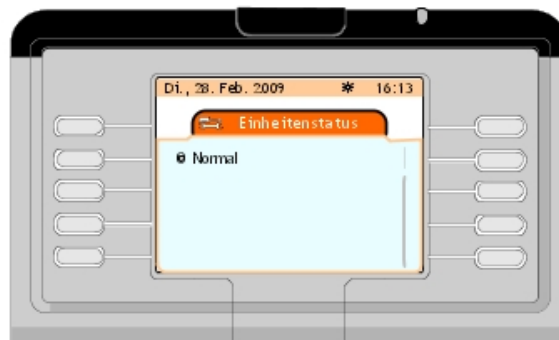 Di., 28. Feb. 2009 16:13
Einheitenstatus
Normal